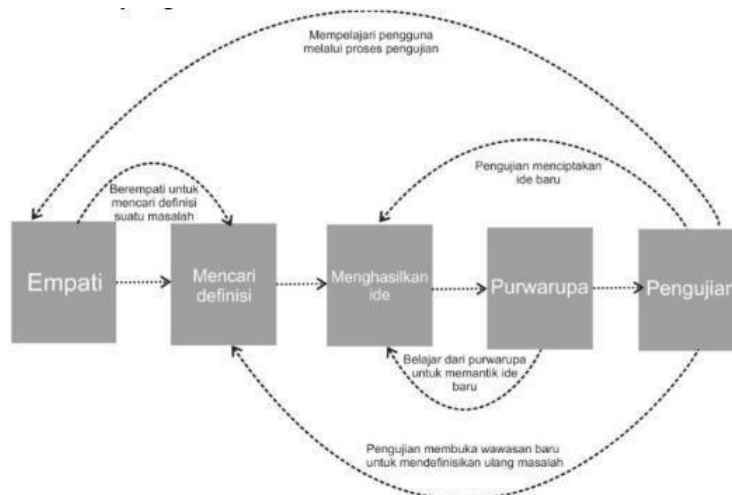 Mempelajari pengguna
melalui proses pengujian
Pengujian menciptakan
ide baru
Berempati untuk
mencari definisi
suatu masalah
Empati
Mencari
definisi
Menghasilkan
ide
Purwarupa
Pengujian
Belajar dari purwarupa
untuk memantik ide
baru
Pengujian membuka wawasan baru
untuk mendefinisikan ulang masalah